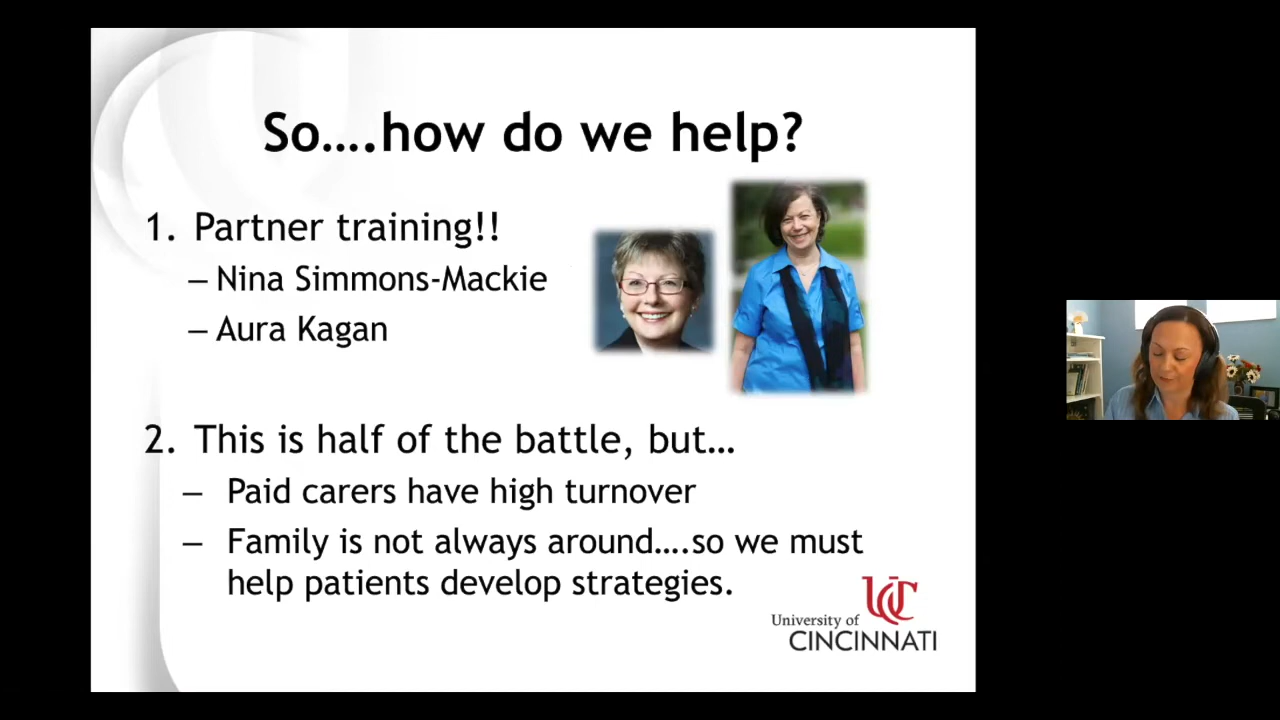 So....how do we help?
1. Partner training!!
– Nina Simmons-Mackie
– Aura Kagan
2. This is half of the battle, but…
– Paid carers have high turnover
– Family is not always around….so we must
help patients develop strategies.
UC
University of
CINCINNATI